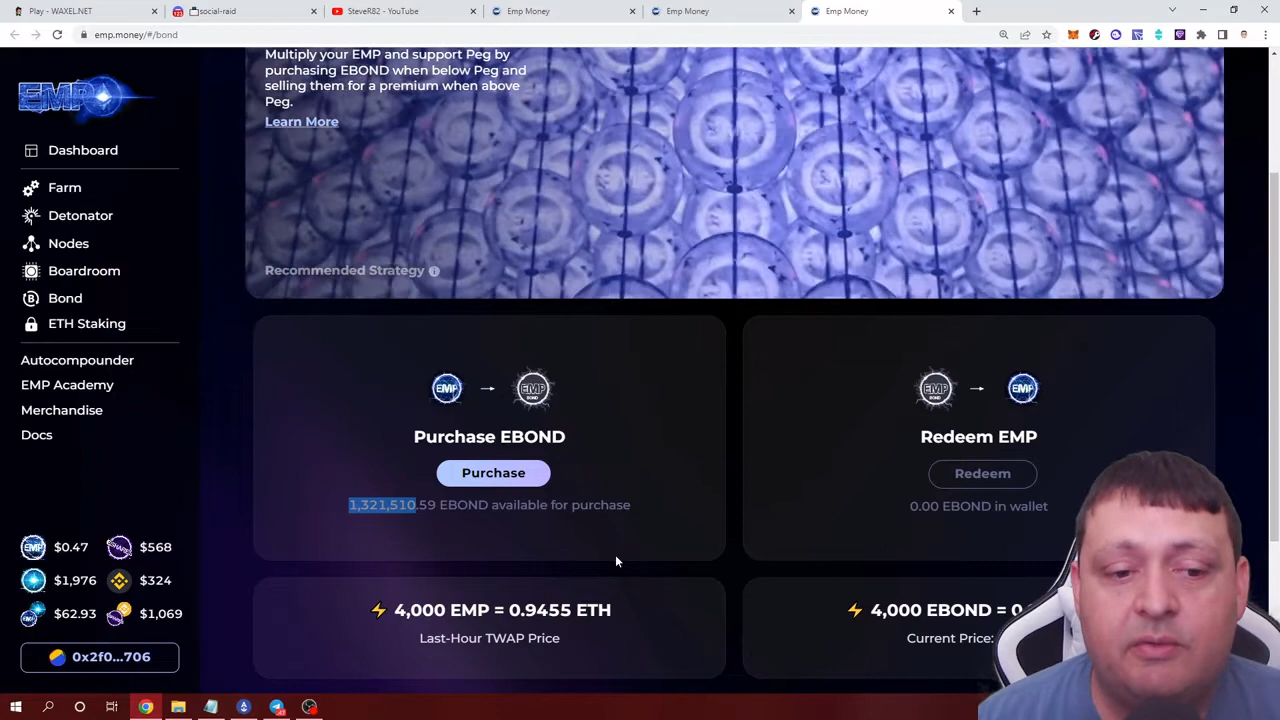 Play - WAXEL.NET
social-raid
SteveR82 - YouTube
Emp Money
Emp Money
Emp Money
emp.money/#/bond
EMP
Multiply your EMP and support Peg by
purchasing EBOND when below Peg and
selling them for a premium when above
Peg.
Learn More
Recommended Strategy
Dashboard
Farm
Detonator
Nodes
Boardroom
Bond
ETH Staking
Autocompounder
EMP Academy
Merchandise
Docs
$0.47 $568
$1,976 $324
$62.93 $1,069
0x2f0...706
Purchase EBOND
Purchase
1,321,510.59 EBOND available for purchase
4,000 EMP = 0.9455 ETH
Last-Hour TWAP Price
Redeem EMP
Redeem
0.00 EBOND in wallet
4,000 EBOND = 0.
Current Price: